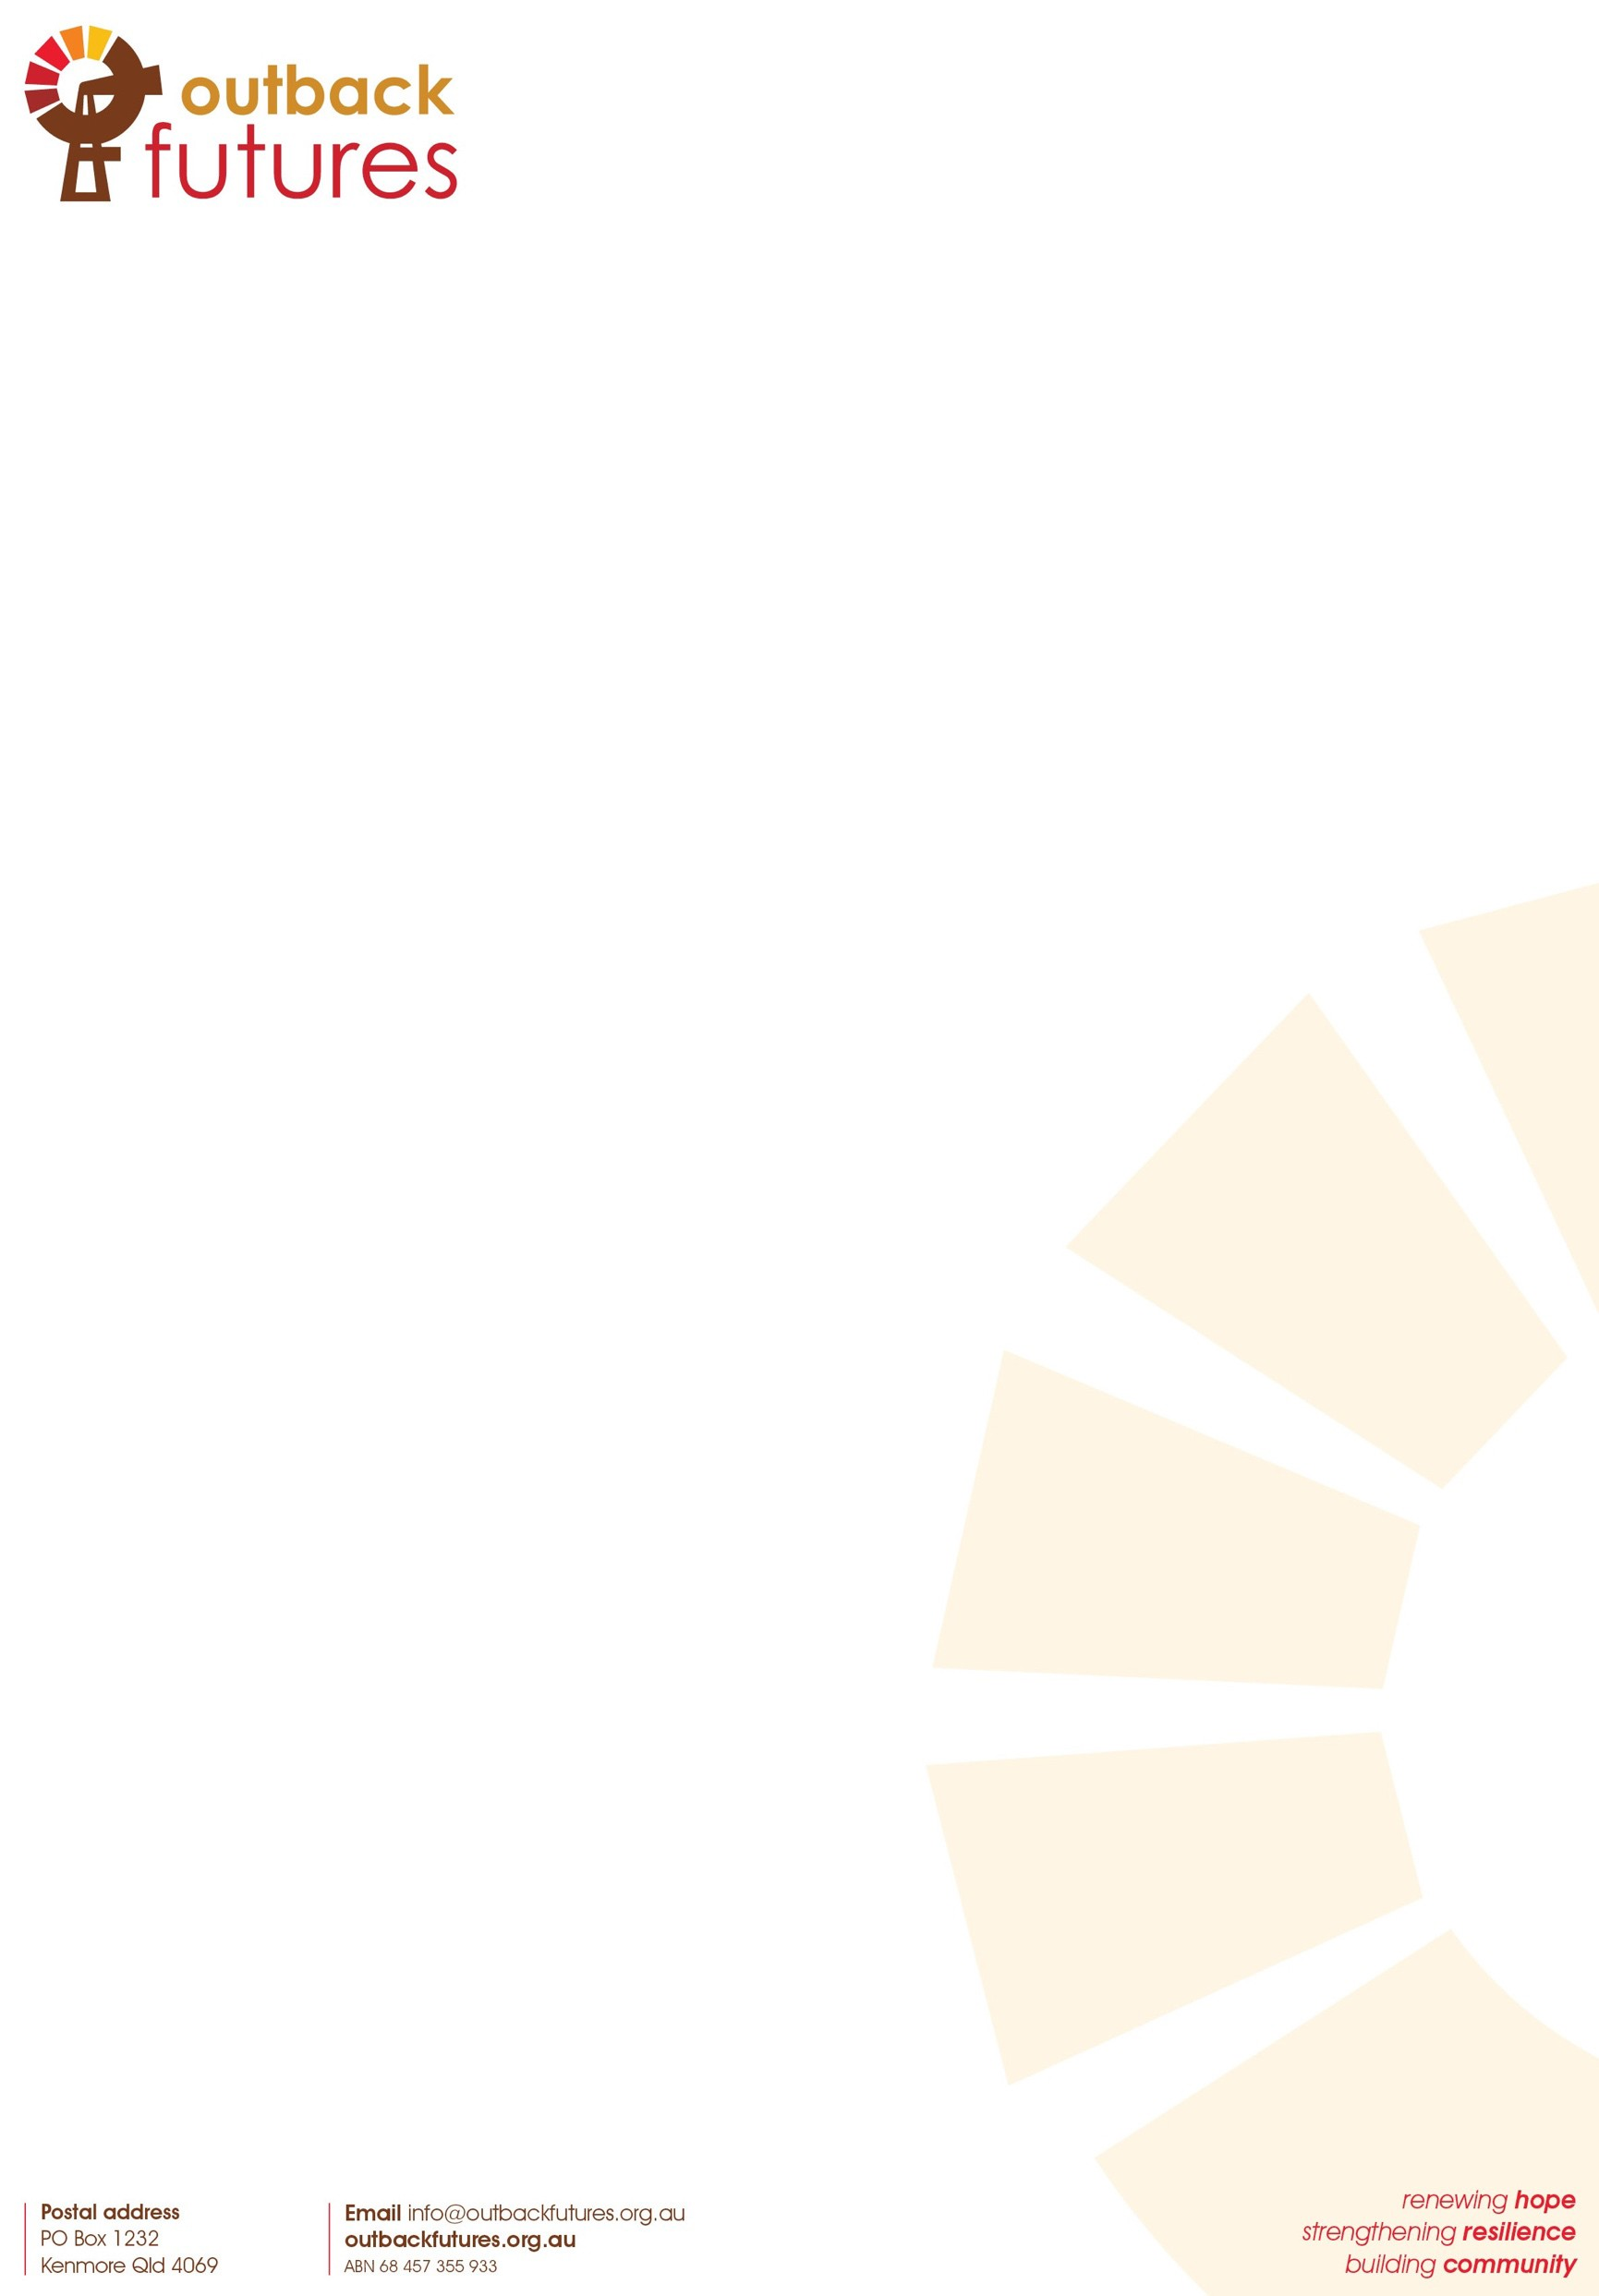 outback
futures
Postal address
PO Box 1232
Kenmore Qld 4069
Email info@outbackfutures.org.au
outbackfutures.org.au
ABN 68 457 355 933
renewing hope
strengthening resilience
building community